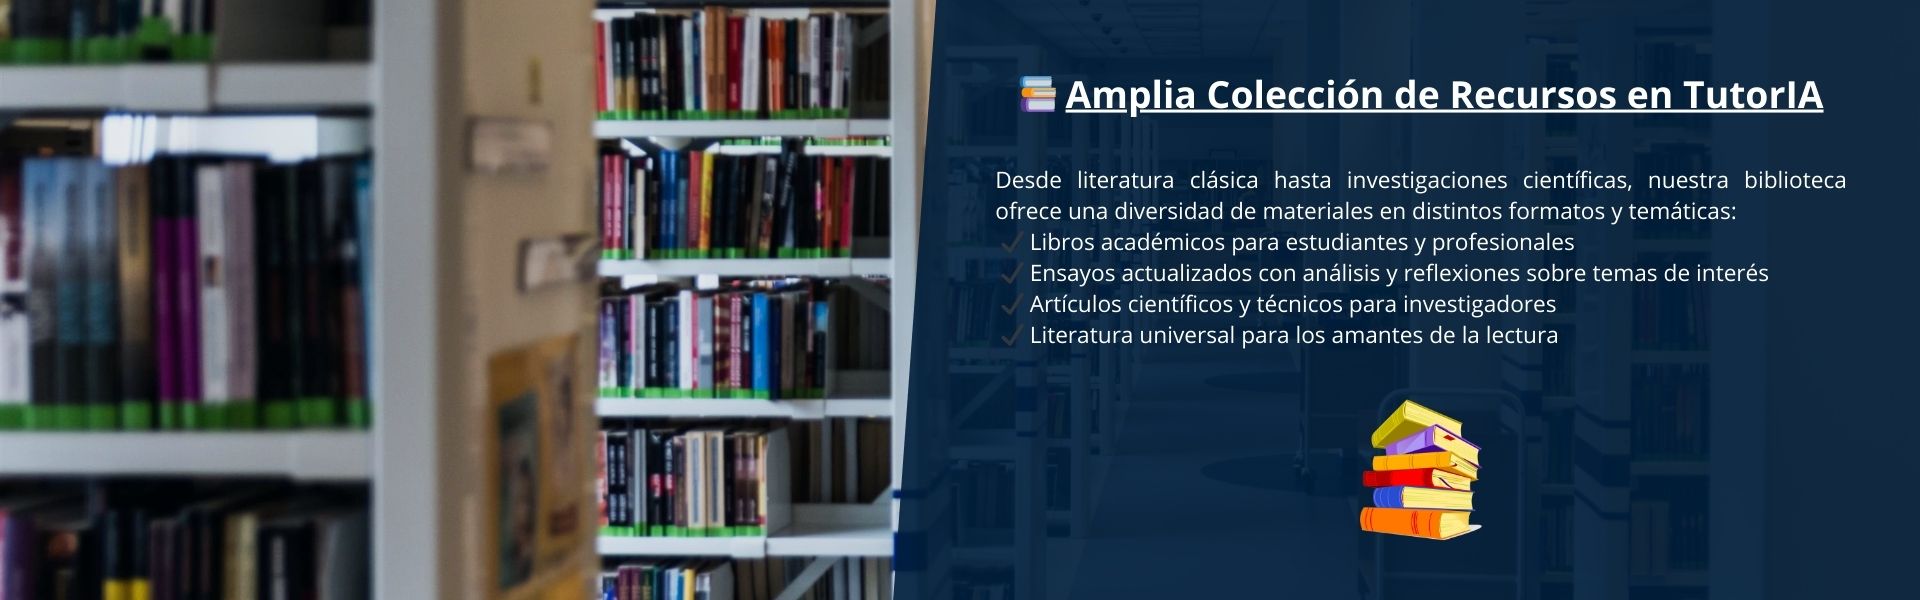 Amplia Colección de Recursos en TutorIA
Desde literatura clásica hasta investigaciones científicas, nuestra biblioteca
ofrece una diversidad de materiales en distintos formatos y temáticas:
Libros académicos para estudiantes y profesionales
Ensayos actualizados con análisis y reflexiones sobre temas de interés
Artículos científicos y técnicos para investigadores
Literatura universal para los amantes de la lectura